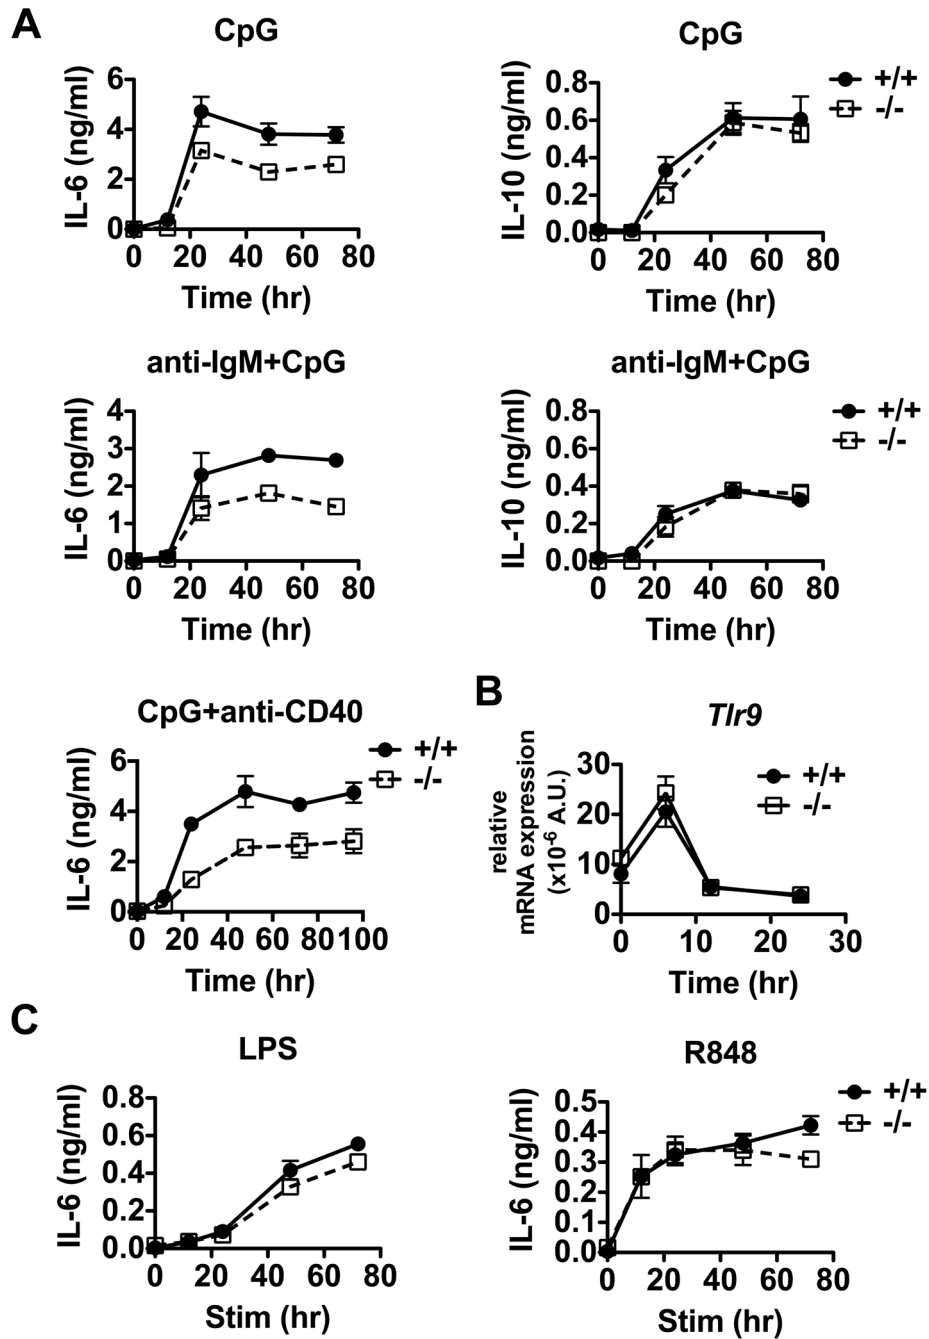 A
CpG
IL-6 (ng/ml)
6
4
2
0
0 20 40 60 80
Time (hr)
CpG
IL-10 (ng/ml)
0.8
0.6
0.4
0.2
0.0
0 20 40 60 80
Time (hr)
+/+
-/-
anti-IgM+CpG
IL-6 (ng/ml)
4
3
2
1
0
0 20 40 60 80
Time (hr)
anti-IgM+CpG
IL-10 (ng/ml)
0.8
0.6
0.4
0.2
0.0
0 20 40 60 80
Time (hr)
+/+
-/-
CpG+anti-CD40
IL-6 (ng/ml)
6
4
2
0
0 20 40 60 80 100
Time (hr)
+/+
-/-
B
Tlr9
relative
mRNA expression
(x10-6 A.U.)
30
20
10
0
0 10 20 30
Time (hr)
+/+
-/-
C
LPS
IL-6 (ng/ml)
0.8
0.6
0.4
0.2
0.0
0 20 40 60 80
Stim (hr)
R848
IL-6 (ng/ml)
0.5
0.4
0.3
0.2
0.1
0.0
0 20 40 60 80
Stim (hr)
+/+
-/-